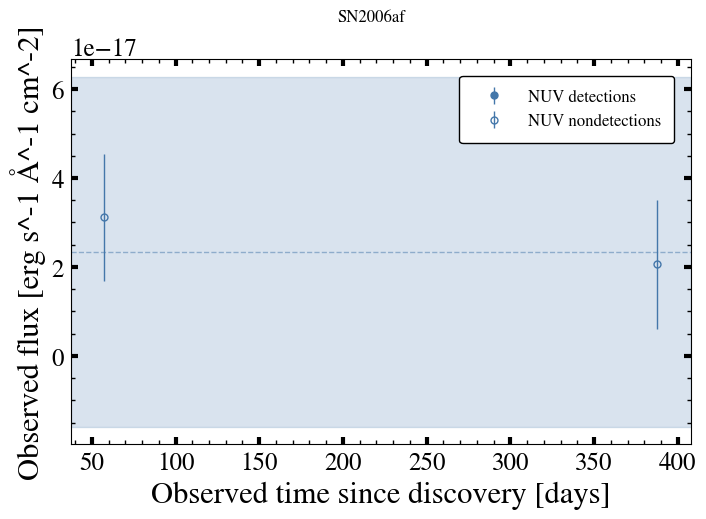 SN2006af
1e−17
Observed flux [erg s^-1 Å^-1 cm^-2]
6
4
2
0
NUV detections
NUV nondetections
50 100 150 200 250 300 350 400
Observed time since discovery [days]